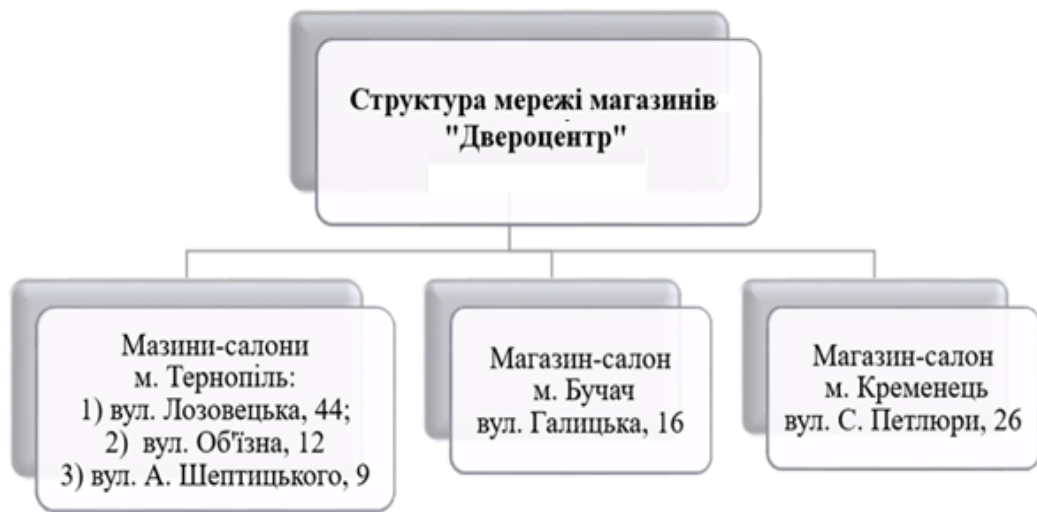 Структура мережі магазинів
"Двероцентр"
Мазини-салони
м. Тернопіль:
1) вул. Лозовецька, 44;
2) вул. Об'їзна, 12
3) вул. А. Шептицького, 9
Магазин-салон
м. Бучач
вул. Галицька, 16
Магазин-салон
м. Кременець
вул. С. Петлюри, 26